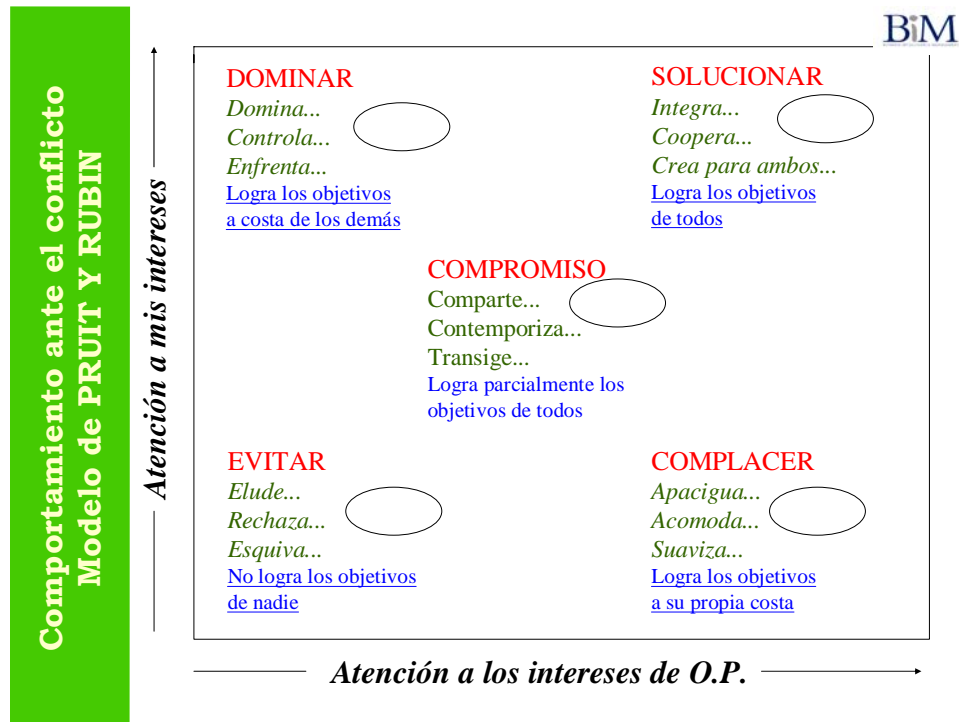 Comportamiento ante el conflicto
Modelo de PRUIT Y RUBIN
BiM
Atención a mis intereses
DOMINAR
Domina...
Controla...
Enfrenta...
Logra los objetivos
a costa de los demás
SOLUCIONAR
Integra...
Coopera...
Crea para ambos...
Logra los objetivos
de todos
COMPROMISO
Comparte...
Contemporiza...
Transige...
Logra parcialmente los
objetivos de todos
EVITAR
Elude...
Rechaza...
Esquiva...
No logra los objetivos
de nadie
COMPLACER
Apacigua...
Acomoda...
Suaviza...
Logra los objetivos
a su propia costa
Atención a los intereses de O.P.